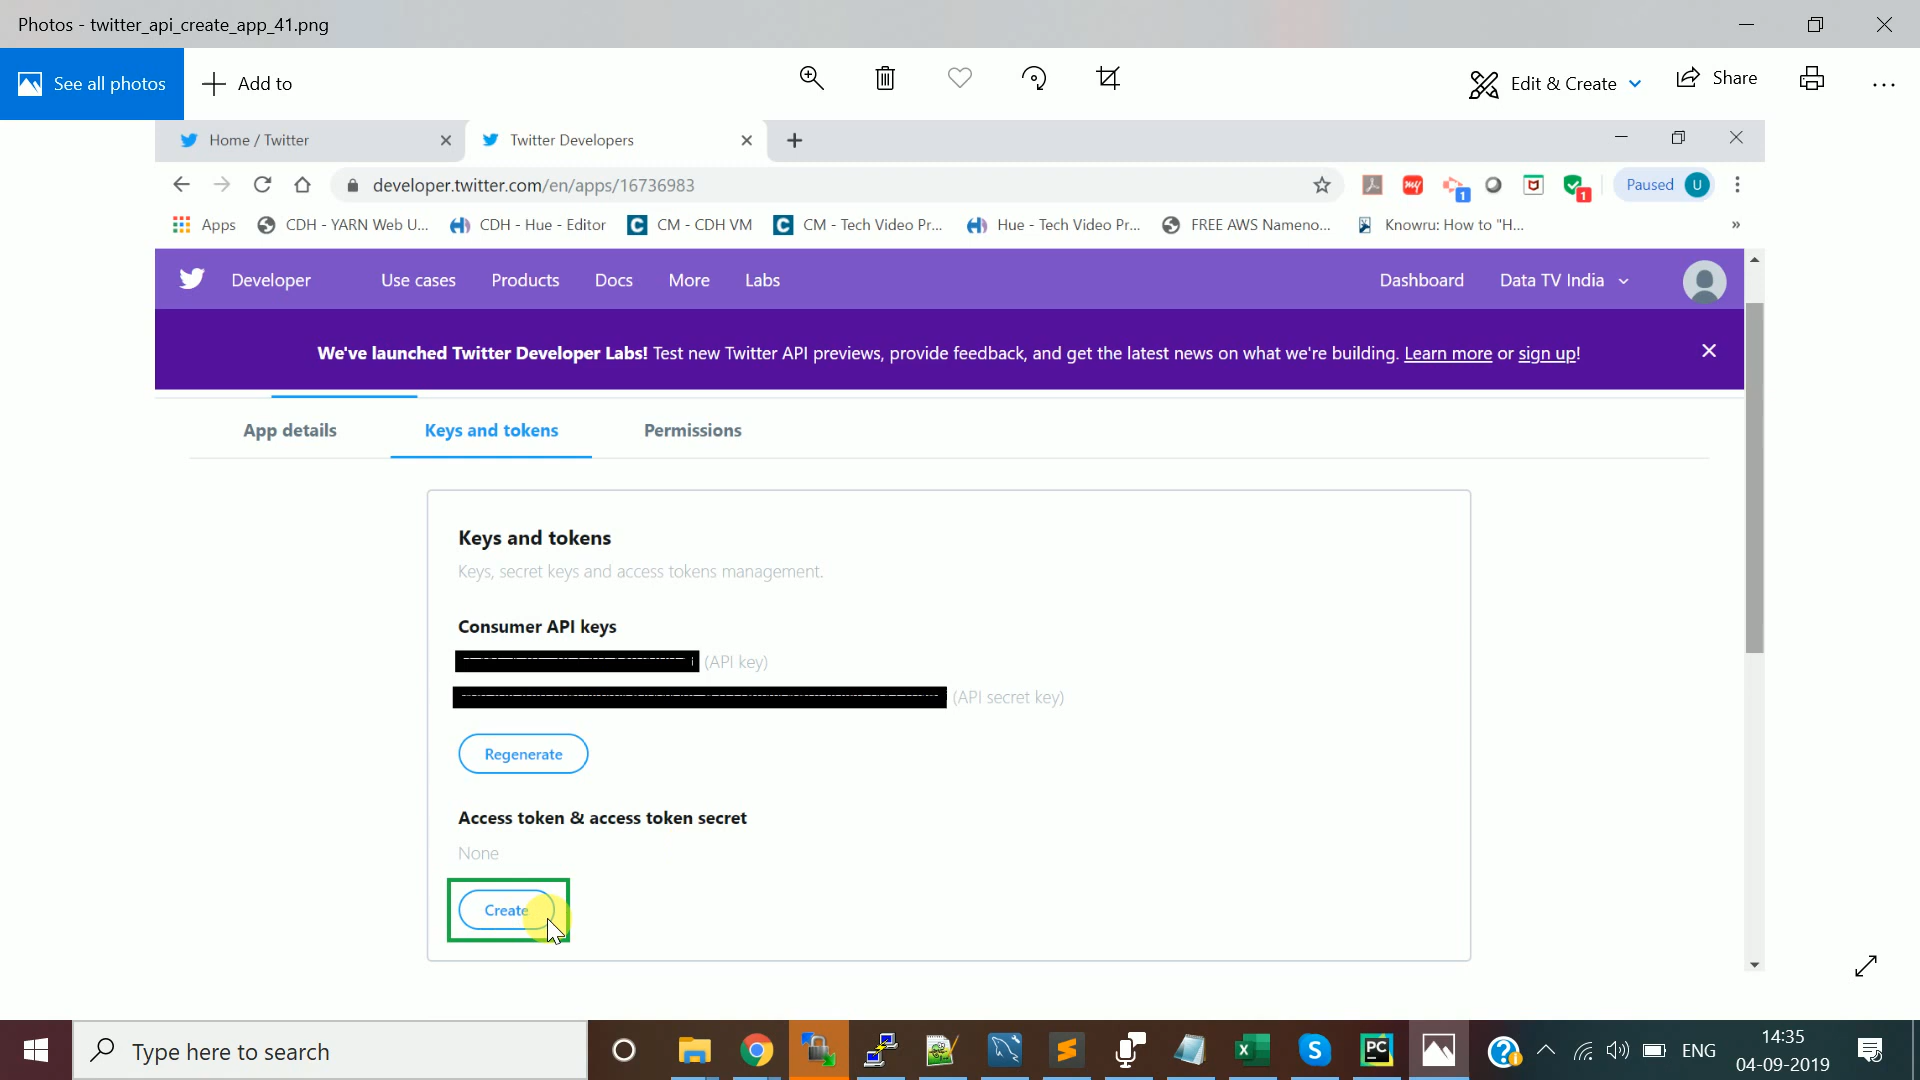 Photos - twitter_api_create_app_41.png
See all photos
Add to
Edit & Create
Share
Home / Twitter
Twitter Developers
developer.twitter.com/en/apps/16736983
my
1
1
Paused
U
Apps
CDH - YARN Web U...
CDH - Hue - Editor
C CM - CDH VM
C CM - Tech Video Pr...
Hue - Tech Video Pr...
FREE AWS Nameno...
Knowru: How to "H...
»
Developer
Use cases
Products
Docs
More
Labs
Dashboard
Data TV India
We've launched Twitter Developer Labs! Test new Twitter API previews, provide feedback, and get the latest news on what we're building. Learn more or sign up!
App details
Keys and tokens
Permissions
Keys and tokens
Keys, secret keys and access tokens management.
Consumer API keys
(API key)
(API secret key)
Regenerate
Access token & access token secret
None
Create
Type here to search
S
PC
ENG
14:35
04-09-2019